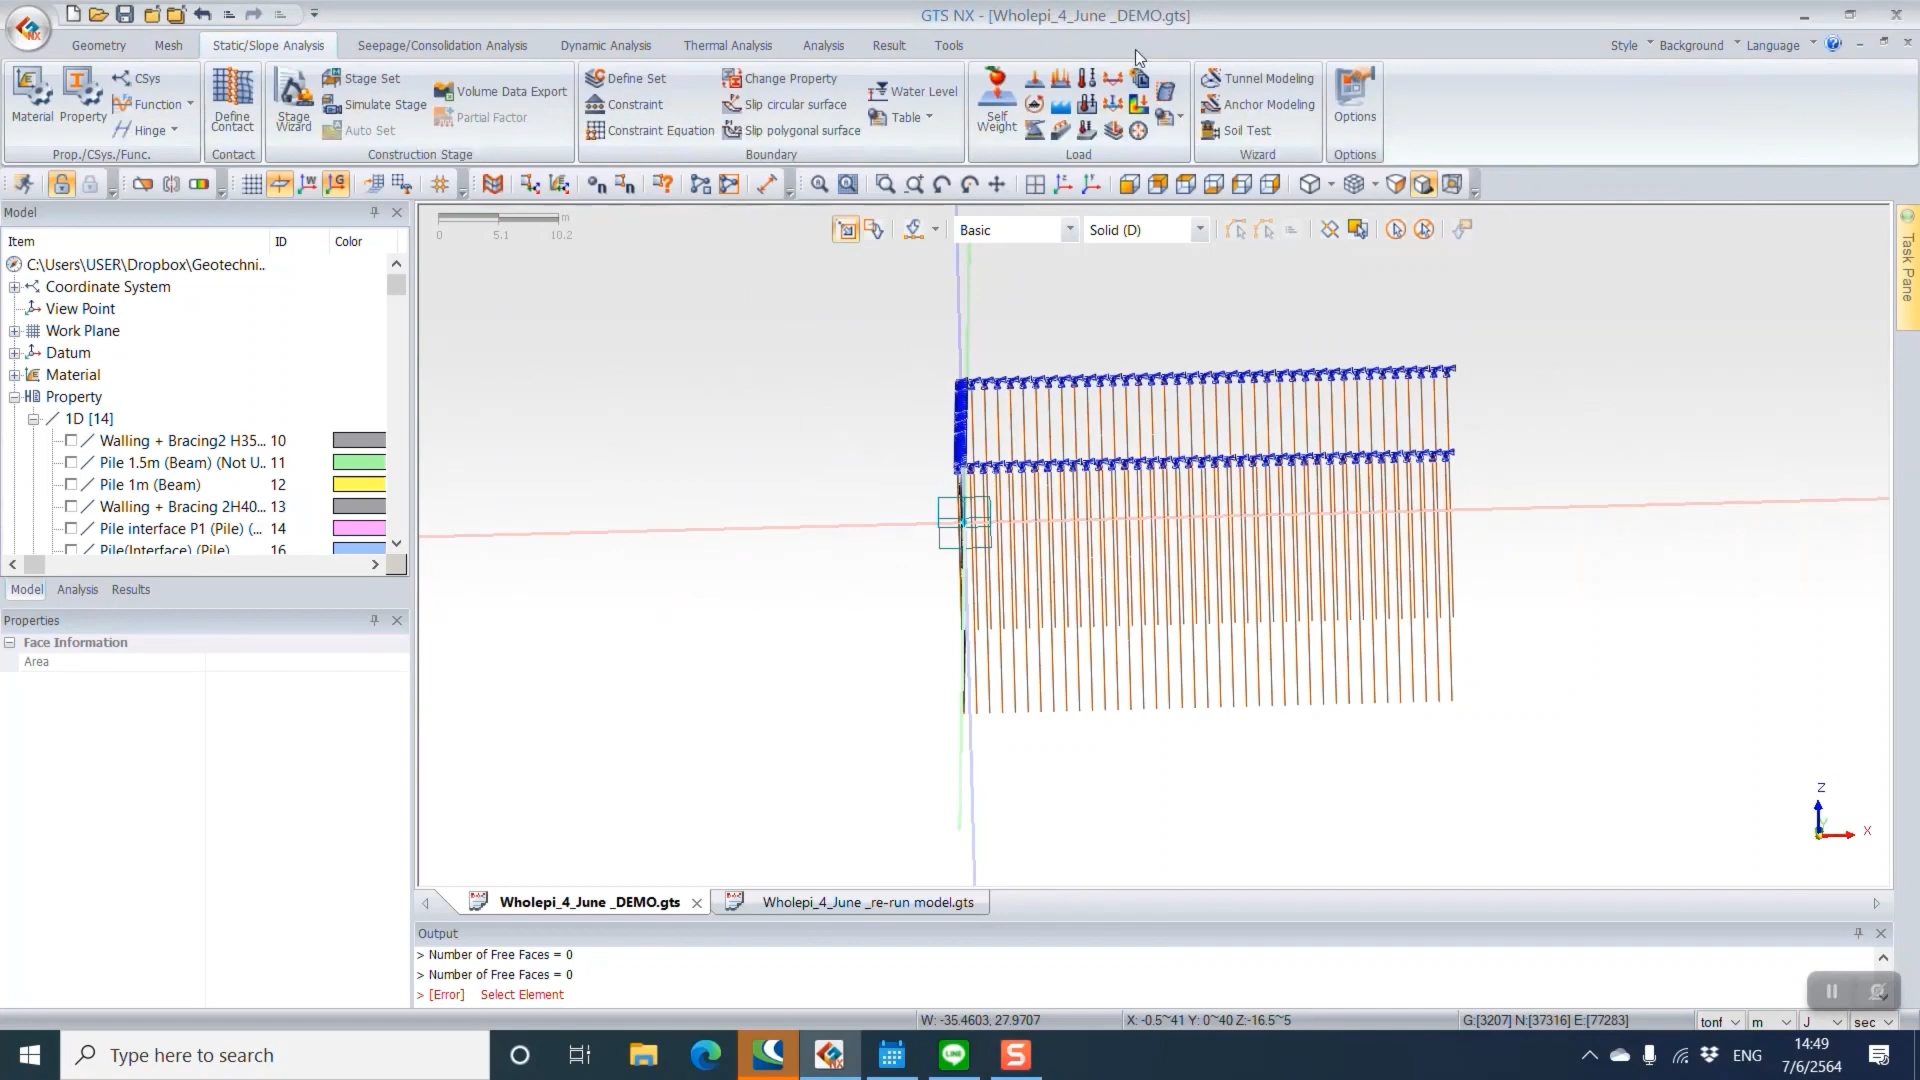 GTS NX - [Wholepi_4_June _DEMO.gts]
Geometry Mesh Static/Slope Analysis Seepage/Consolidation Analysis Dynamic Analysis Thermal Analysis Analysis Result Tools Style Background Language
Material Property CSys Function Hinge
Prop./CSys./Func.
Define Contact
Contact
Stage Wizard Stage Set Simulate Stage Auto Set Volume Data Export Partial Factor
Construction Stage
Define Set Constraint Constraint Equation Change Property Slip circular surface Slip polygonal surface Water Level Table
Boundary
Self Weight
Load
Tunnel Modeling Anchor Modeling Soil Test
Wizard
Options
Options
Model
Item ID Color
C:\Users\USER\Dropbox\Geotechni..
Coordinate System
View Point
Work Plane
Datum
Material
Property
1D [14]
Walling + Bracing2 H35... 10
Pile 1.5m (Beam) (Not U.. 11
Pile 1m (Beam) 12
Walling + Bracing 2H40... 13
Pile interface P1 (Pile) (... 14
Pile(Interface) (Pile) 16
Model Analysis Results
Properties
Face Information
Area
m
0 5.1 10.2
Basic Solid (D)
Task Pane
Z
Y
X
Wholepi_4_June _DEMO.gts Wholepi_4_June _re-run model.gts
Output
> Number of Free Faces = 0
> Number of Free Faces = 0
> [Error] Select Element
W: -35.4603, 27.9707 X: -0.5~41 Y: 0~40 Z:-16.5~5 G:[3207] N:[37316] E:[77283] tonf m J sec
Type here to search
ENG
14:49
7/6/2564